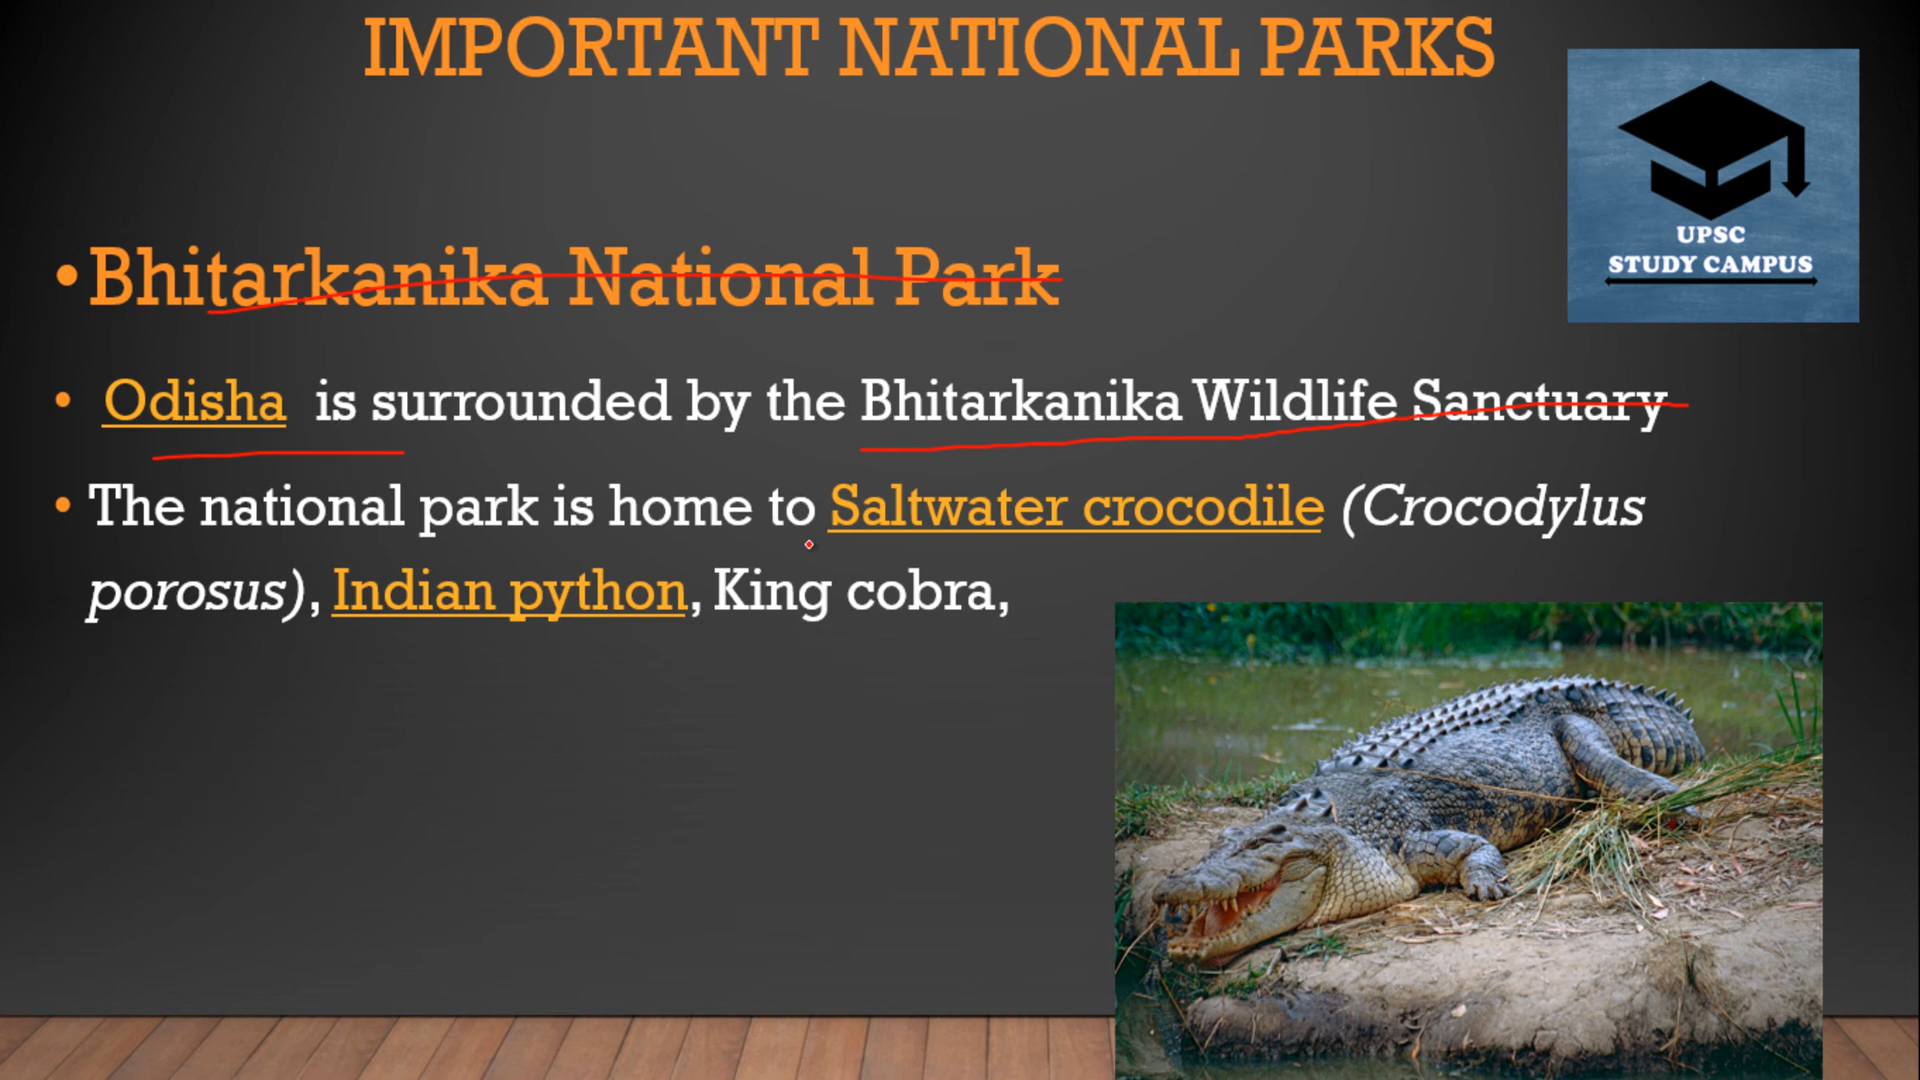 IMPORTANT NATIONAL PARKS
UPSC
STUDY CAMPUS
•Bhitarkanika National Park
• Odisha is surrounded by the Bhitarkanika Wildlife Sanctuary
• The national park is home to Saltwater crocodile (Crocodylus
porosus), Indian python, King cobra,